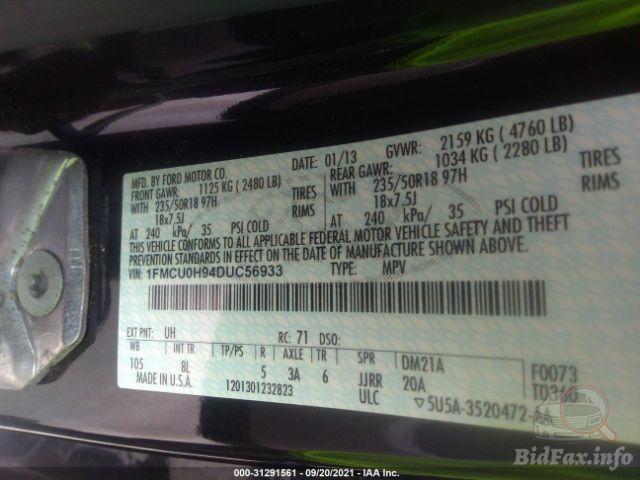 MFD. BY FORD MOTOR CO.
DATE: 01/13 GVWR: 2159 KG ( 4760 LB)
FRONT GAWR: 1125 KG ( 2480 LB)
REAR GAWR: 1034 KG ( 2280 LB)
WITH 235/50R18 97H TIRES
WITH 235/50R18 97H TIRES
18x7.5J RIMS
18x7.5J RIMS
AT 240 kPa/ 35 PSI COLD
AT 240 kPa/ 35 PSI COLD
THIS VEHICLE CONFORMS TO ALL APPLICABLE FEDERAL MOTOR VEHICLE SAFETY AND THEFT
PREVENTION STANDARDS IN EFFECT ON THE DATE OF MANUFACTURE SHOWN ABOVE.
VIN: 1FMCU0H94DUC56933 TYPE: MPV
EXT PNT: UH RC: 71 DSO:
WB INT TR TP/PS R AXLE TR SPR DM21A F0073
105 8L 5 3A 6 JJRR 20A
MADE IN U.S.A. 1201301232823 ULC ▽5U5A-3520472-
000-31291561 - 09/20/2021 - IAA Inc.
BidFax.info